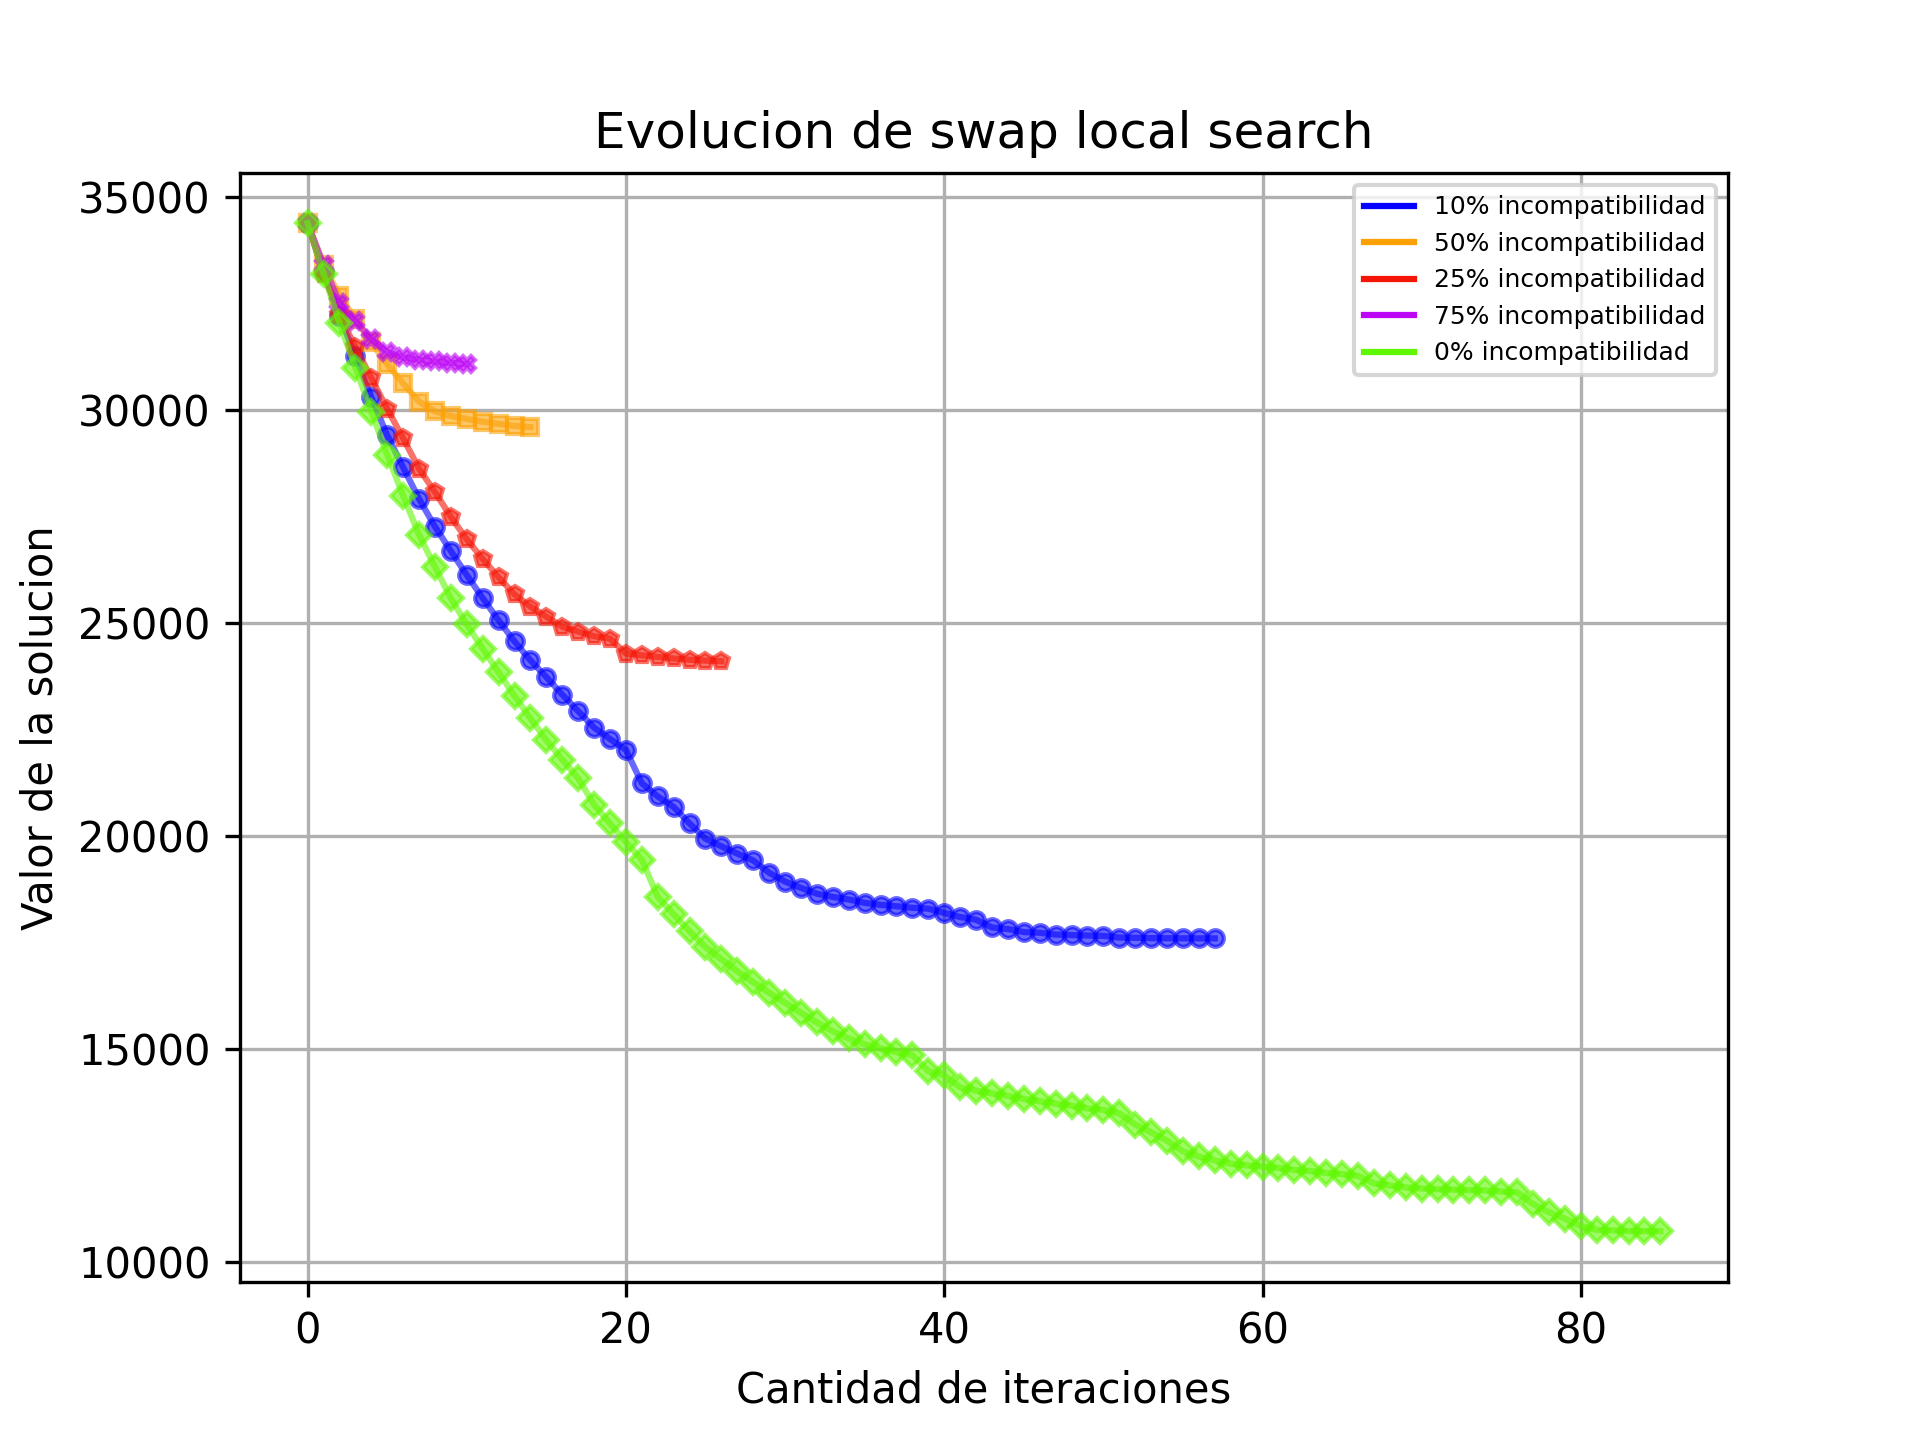 Evolucion de swap local search
35000
30000
25000
20000
15000
10000
Valor de la solucion
10% incompatibilidad
50% incompatibilidad
25% incompatibilidad
75% incompatibilidad
0% incompatibilidad
0 20 40 60 80
Cantidad de iteraciones